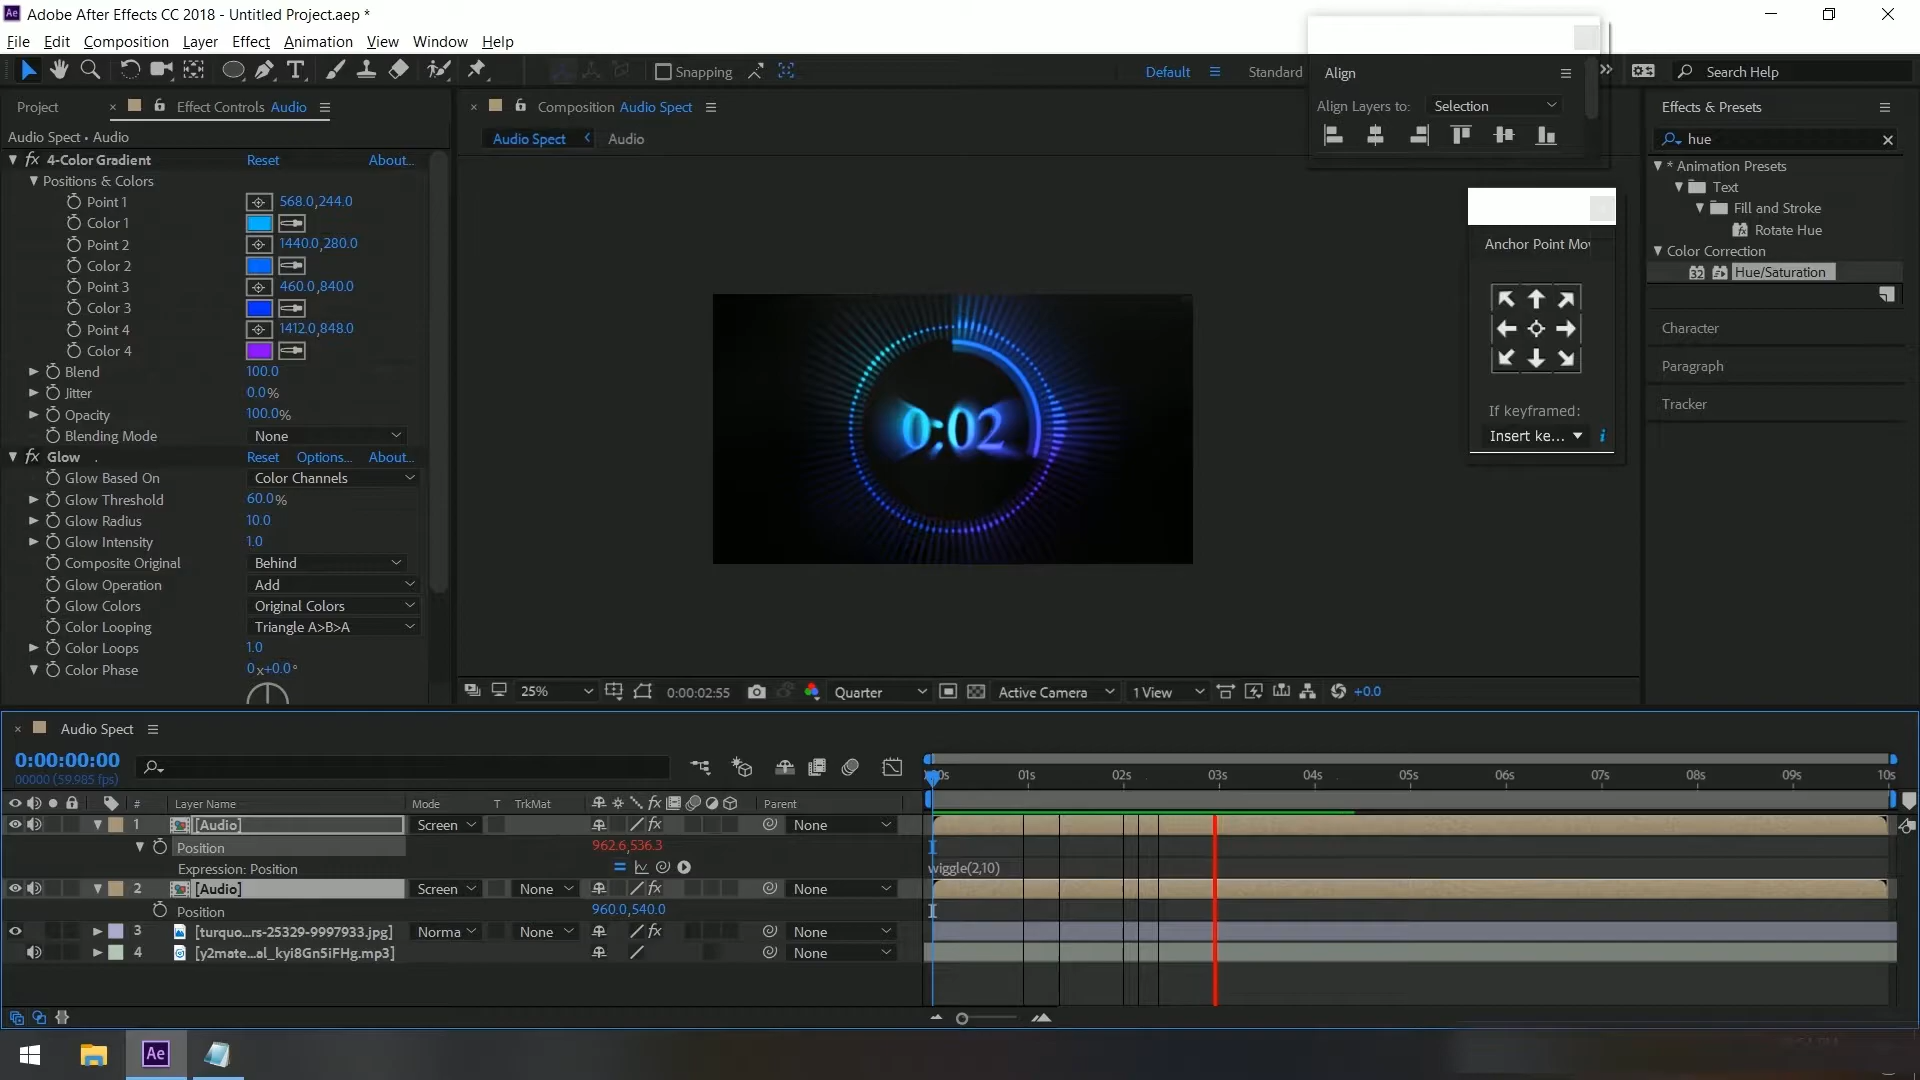 Adobe After Effects CC 2018 - Untitled Project.aep *
File Edit Composition Layer Effect Animation View Window Help
Snapping
Default
Standard
Search Help
Project
Effect Controls Audio
Audio Spect • Audio
4-Color Gradient Reset About...
Positions & Colors
Point 1 568.0,244.0
Color 1
Point 2 1440.0,280.0
Color 2
Point 3 460.0,840.0
Color 3
Point 4 1412.0,848.0
Color 4
Blend 100.0
Jitter 0.0%
Opacity 100.0%
Blending Mode None
Glow Reset Options... About...
Glow Based On Color Channels
Glow Threshold 60.0%
Glow Radius 10.0
Glow Intensity 1.0
Composite Original Behind
Glow Operation Add
Glow Colors Original Colors
Color Looping Triangle A>B>A
Color Loops 1.0
Color Phase 0x+0.0°
Composition Audio Spect
Audio Spect
Audio
0:02
25%
0:00:02:55
Quarter
Active Camera
1 View
+0.0
Align
Align Layers to: Selection
Anchor Point Mov
If keyframed:
Insert ke...
Effects & Presets
hue
* Animation Presets
Text
Fill and Stroke
Rotate Hue
Color Correction
32 Hue/Saturation
Character
Paragraph
Tracker
Audio Spect
0:00:00:00
00000 (59.985 fps)
# Layer Name Mode T TrkMat fx Parent
1 [Audio] Screen None
Position 962.6,536.3
Expression: Position wiggle(2,10)
2 [Audio] Screen None None
Position 960.0,540.0
3 [turquo...rs-25329-9997933.jpg] Norma None None
4 [y2mate...al_kyi8Gn5iFHg.mp3] None
01s 02s 03s 04s 05s 06s 07s 08s 09s 10s
Ae